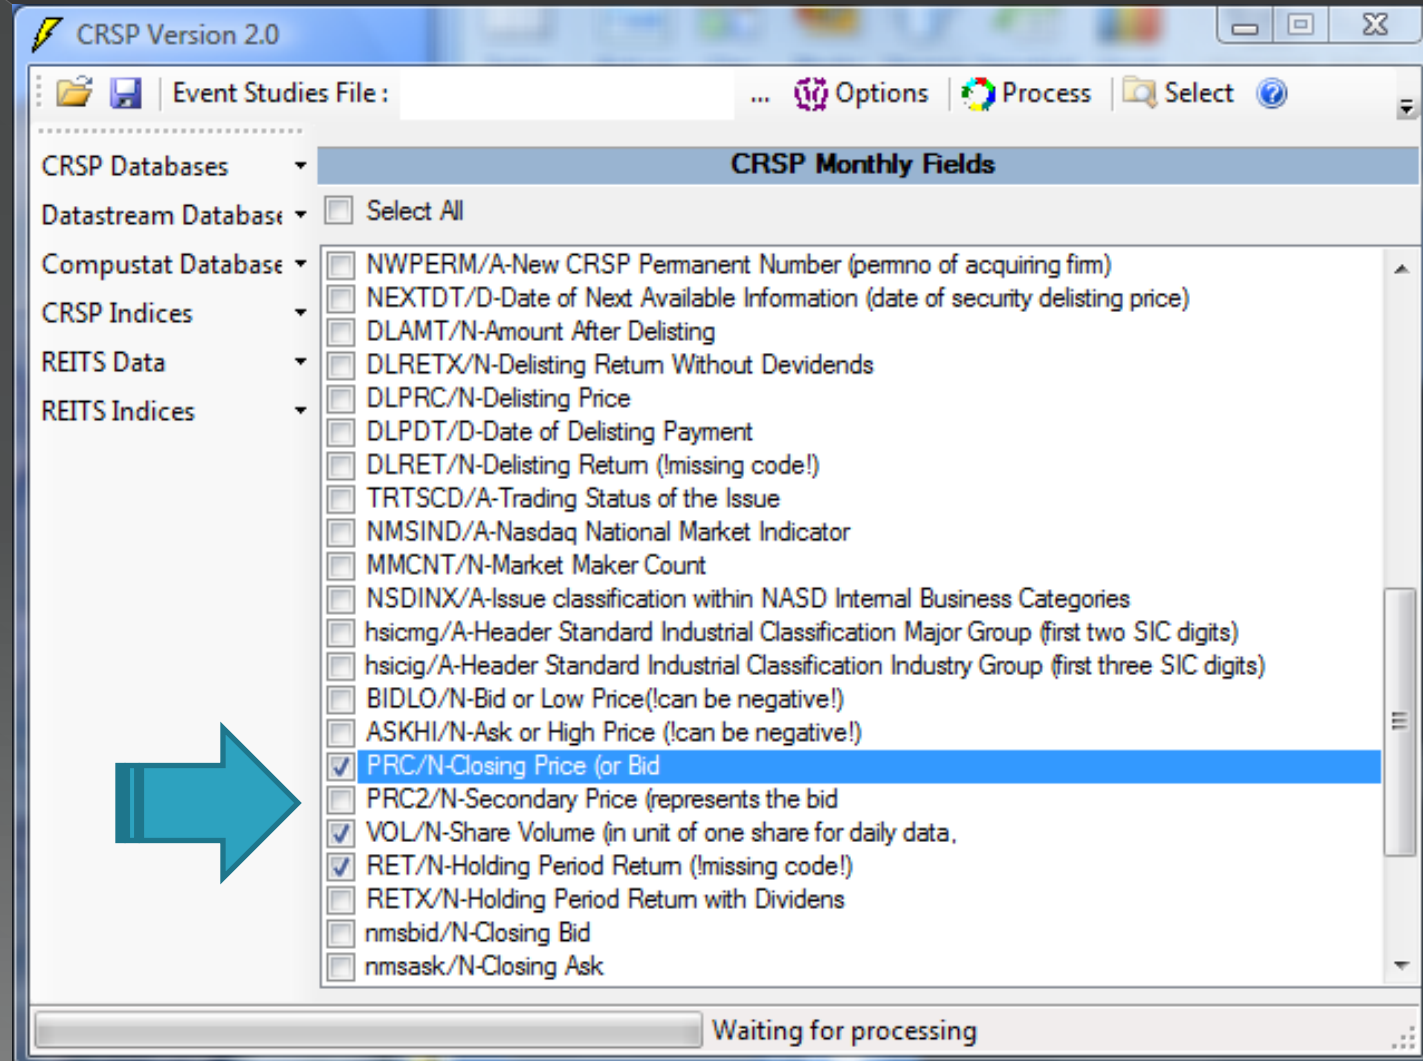 CRSP Version 2.0
Event Studies File :
...
Options
Process
Select
CRSP Databases
Datastream Database
Compustat Database
CRSP Indices
REITS Data
REITS Indices
CRSP Monthly Fields
Select All
NWPERM/A-New CRSP Permanent Number (permno of acquiring firm)
NEXTDT/D-Date of Next Available Information (date of security delisting price)
DLAMT/N-Amount After Delisting
DLRETX/N-Delisting Return Without Devidends
DLPRC/N-Delisting Price
DLPDT/D-Date of Delisting Payment
DLRET/N-Delisting Return (!missing code!)
TRTSCD/A-Trading Status of the Issue
NMSIND/A-Nasdaq National Market Indicator
MMCNT/N-Market Maker Count
NSDINX/A-Issue classification within NASD Internal Business Categories
hsicmg/A-Header Standard Industrial Classification Major Group (first two SIC digits)
hsicig/A-Header Standard Industrial Classification Industry Group (first three SIC digits)
BIDLO/N-Bid or Low Price(!can be negative!)
ASKHI/N-Ask or High Price (!can be negative!)
PRC/N-Closing Price (or Bid
PRC2/N-Secondary Price (represents the bid
VOL/N-Share Volume (in unit of one share for daily data,
RET/N-Holding Period Return (!missing code!)
RETX/N-Holding Period Return with Dividens
nmsbid/N-Closing Bid
nmsask/N-Closing Ask
Waiting for processing